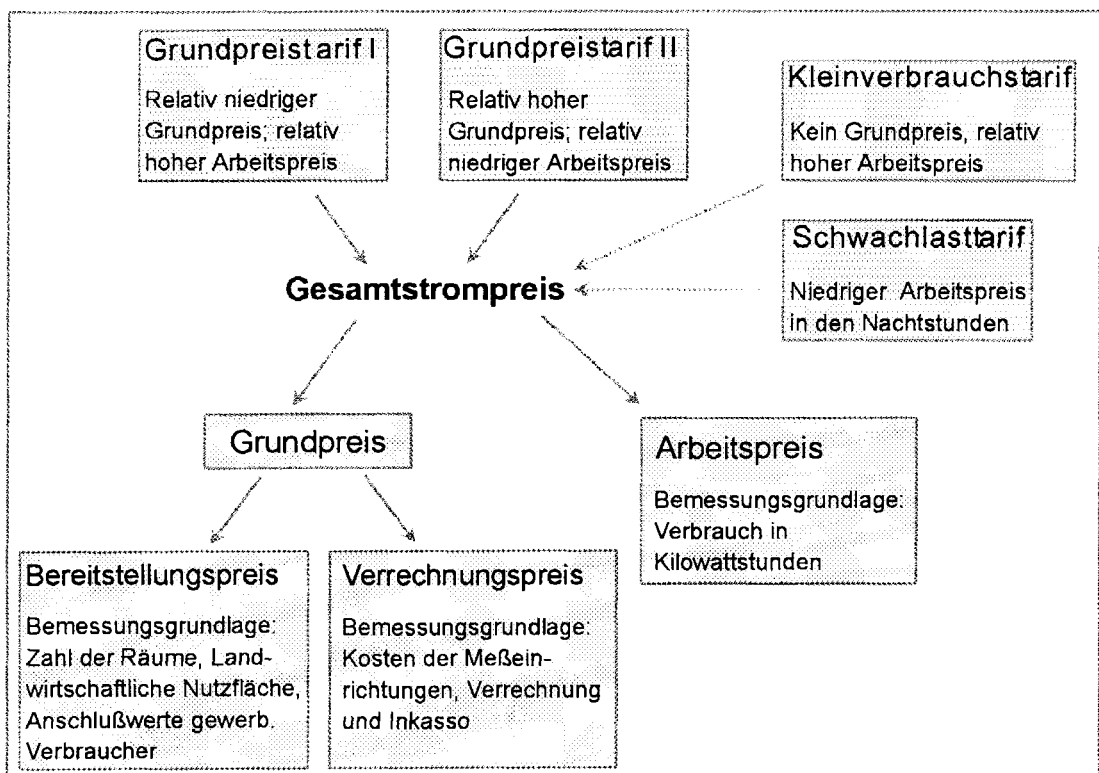 Grundpreistarif I
Relativ niedriger
Grundpreis; relativ
hoher Arbeitspreis
Grundpreistarif II
Relativ hoher
Grundpreis; relativ
niedriger Arbeitspreis
Kleinverbrauchstarif
Kein Grundpreis, relativ
hoher Arbeitspreis
Schwachlasttarif
Niedriger Arbeitspreis
in den Nachtstunden
Gesamtstrompreis
Grundpreis
Arbeitspreis
Bemessungsgrundlage:
Verbrauch in
Kilowattstunden
Bereitstellungspreis
Bemessungsgrundlage:
Zahl der Räume, Land-
wirtschaftliche Nutzfläche,
Anschlußwerte gewerb.
Verbraucher
Verrechnungspreis
Bemessungsgrundlage:
Kosten der Meßein-
richtungen, Verrechnung
und Inkasso